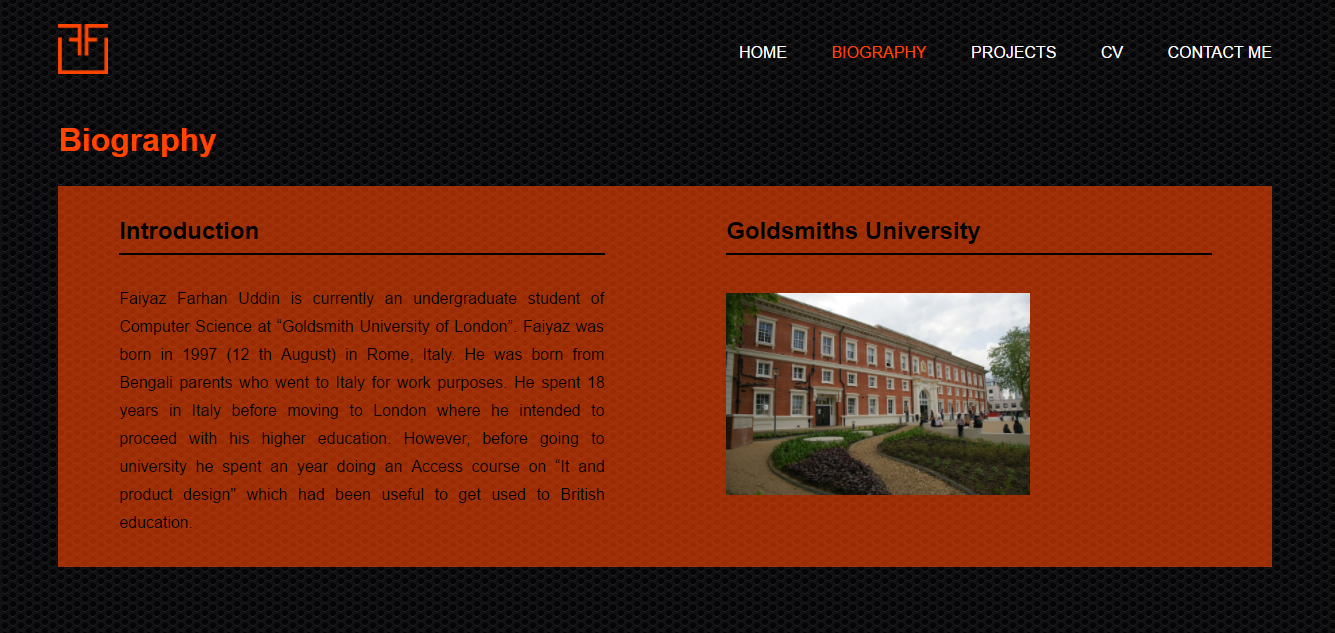 HOME BIOGRAPHY PROJECTS CV CONTACT ME
Biography
Introduction
Faiyaz Farhan Uddin is currently an undergraduate student of
Computer Science at “Goldsmith University of London”. Faiyaz was
born in 1997 (12 th August) in Rome, Italy. He was born from
Bengali parents who went to Italy for work purposes. He spent 18
years in Italy before moving to London where he intended to
proceed with his higher education. However, before going to
university he spent an year doing an Access course on “It and
product design” which had been useful to get used to British
education.
Goldsmiths University